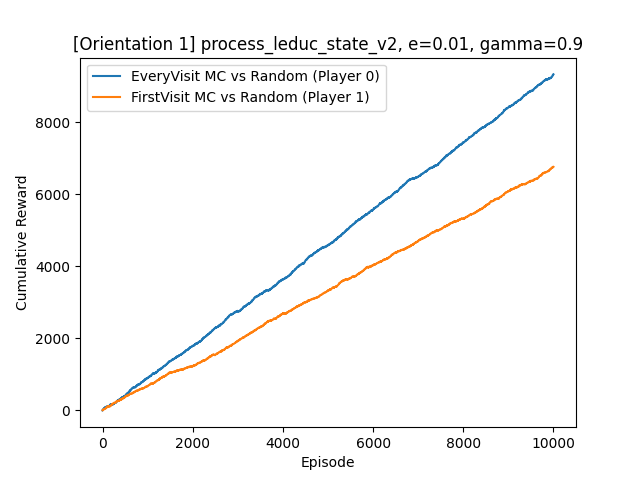 [Orientation 1] process_leduc_state_v2, e=0.01, gamma=0.9
EveryVisit MC vs Random (Player 0)
FirstVisit MC vs Random (Player 1)
Cumulative Reward
8000
6000
4000
2000
0
0 2000 4000 6000 8000 10000
Episode